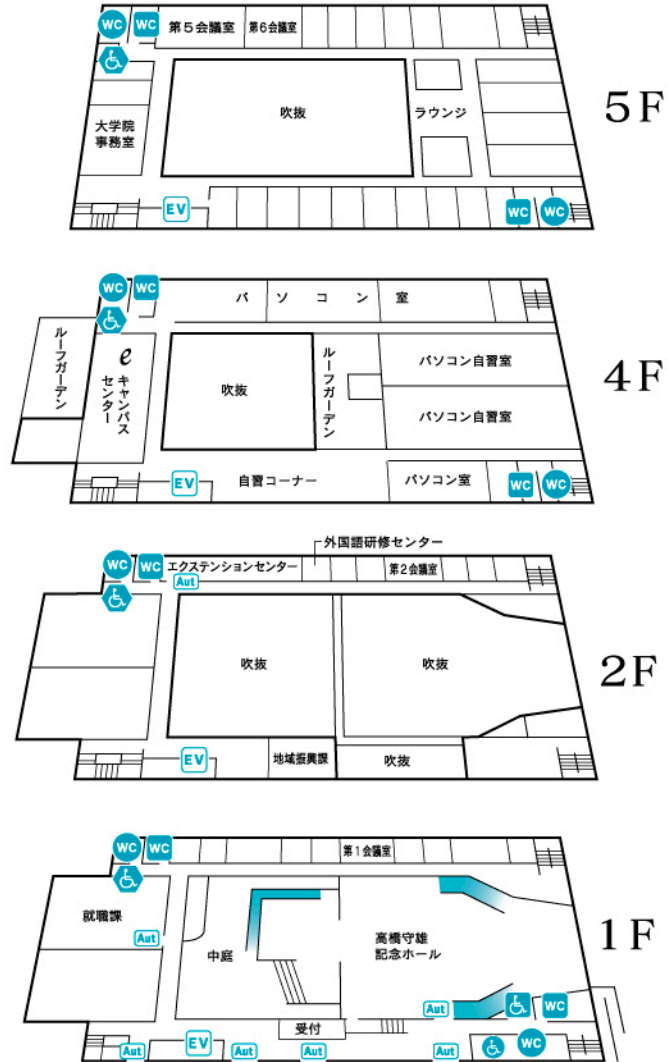 WC WC 第5会議室 第6会議室
大学院
事務室
吹抜
ラウンジ
5F
EV
WC WC
WC WC
パソコン室
ルーフガーデン
e
キャンパス
センター
吹抜
ルーフガーデン
パソコン自習室
パソコン自習室
4F
EV
自習コーナー
パソコン室
WC WC
外国語研修センター
WC WC エクステンションセンター
Aut
第2会議室
吹抜
吹抜
2F
EV
地域振興課
吹抜
WC WC
第1会議室
就職課
Aut
中庭
高橋守雄
記念ホール
1F
Aut
WC
受付
Aut
EV
Aut
Aut
Aut
WC